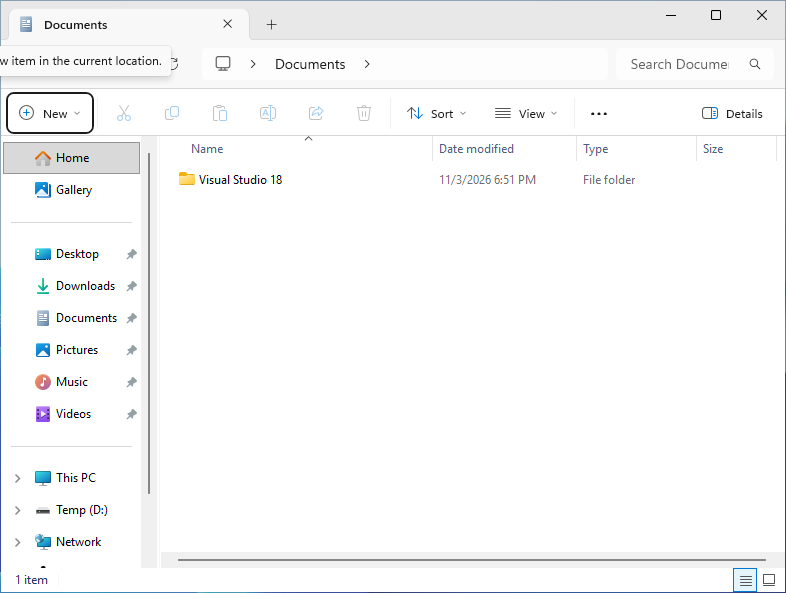 Documents
w item in the current location.
Documents
Search Docume
New
Sort
View
Details
Name
Date modified
Type
Size
Home
Gallery
Visual Studio 18
11/3/2026 6:51 PM
File folder
Desktop
Downloads
Documents
Pictures
Music
Videos
This PC
Temp (D:)
Network
1 item